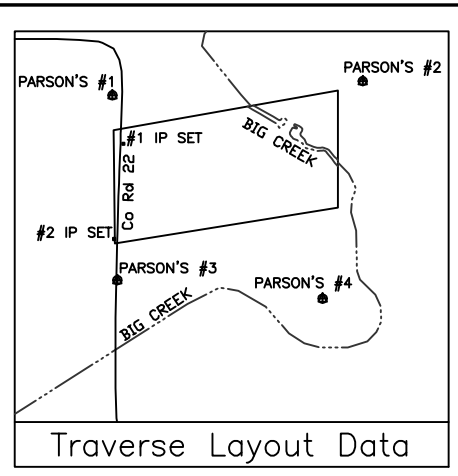 PARSON'S #1
PARSON'S #2
#1 IP SET
BIG CREEK
Co Rd 22
#2 IP SET
PARSON'S #3
PARSON'S #4
BIG CREEK
Traverse Layout Data